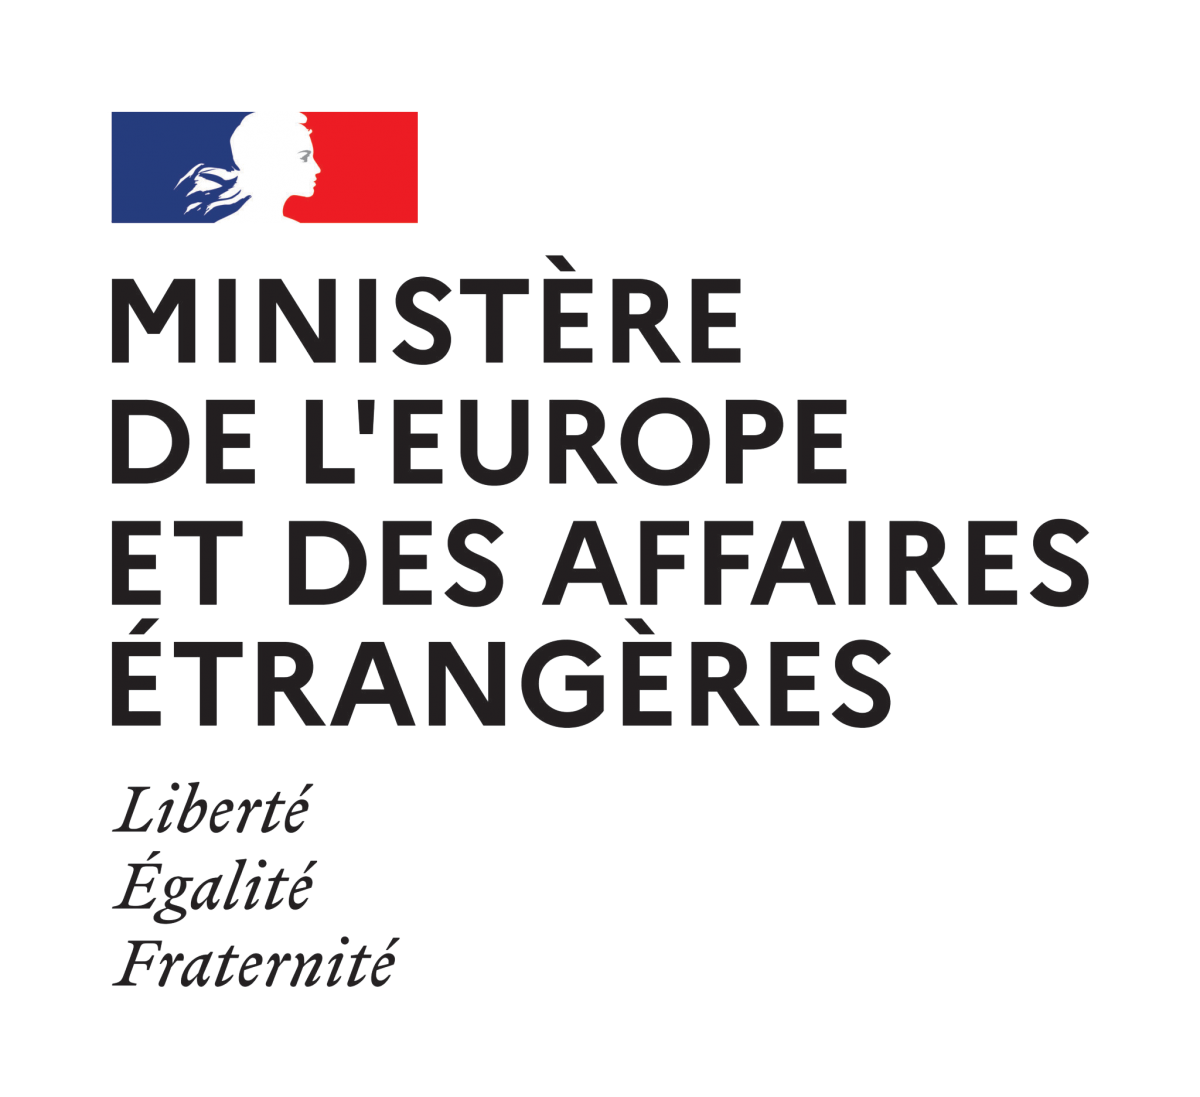 MINISTÈRE
DE L'EUROPE
ET DES AFFAIRES
ÉTRANGÈRES
Liberté
Égalité
Fraternité